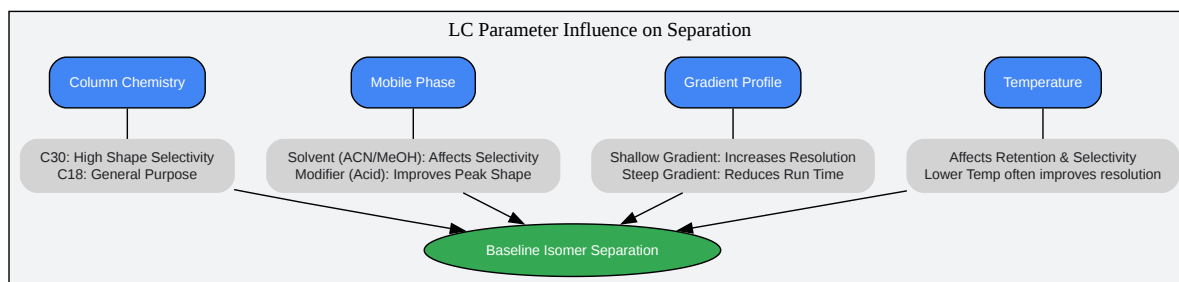 LC Parameter Influence on Separation
Column Chemistry
Mobile Phase
Gradient Profile
Temperature
C30: High Shape Selectivity
C18: General Purpose
Solvent (ACN/MeOH): Affects Selectivity
Modifier (Acid): Improves Peak Shape
Shallow Gradient: Increases Resolution
Steep Gradient: Reduces Run Time
Affects Retention & Selectivity
Lower Temp often improves resolution
Baseline Isomer Separation